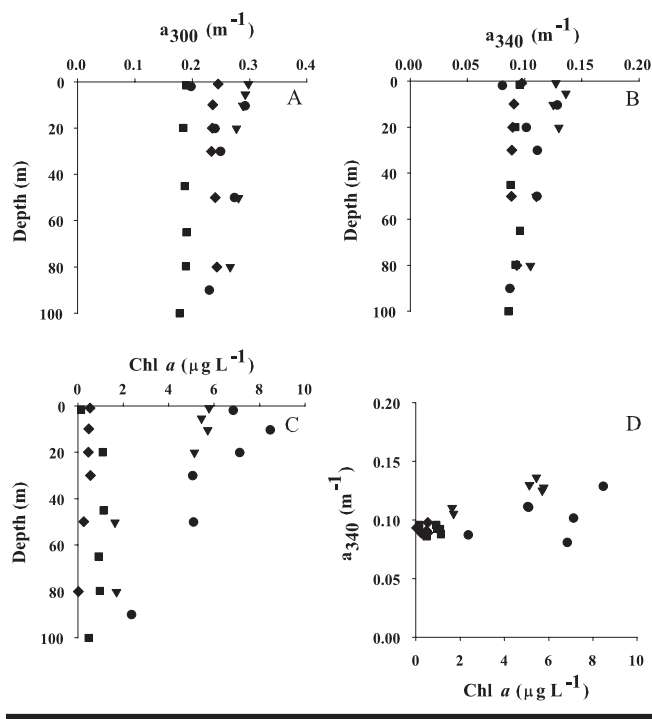 a300 (m-1)
0.0 0.1 0.2 0.3 0.4
0
20
40
60
80
100
Depth (m)
A
a340 (m-1)
0.00 0.05 0.10 0.15 0.20
0
20
40
60
80
100
Depth (m)
B
Chl a (μg L-1)
0 2 4 6 8 10
0
20
40
60
80
100
Depth (m)
C
0.20
0.15
0.10
0.05
0.00
a340 (m-1)
D
0 2 4 6 8 10
Chl a (μg L-1)